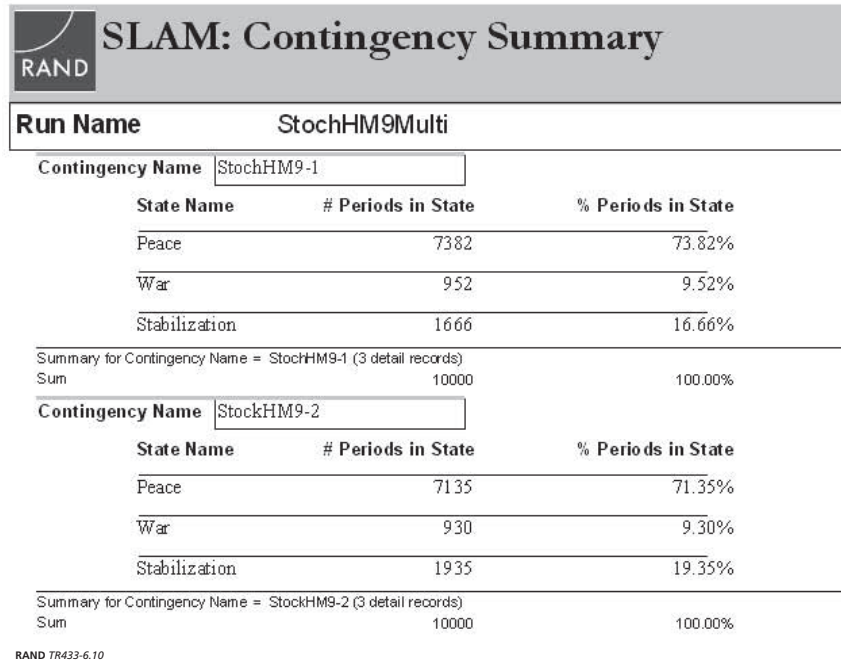 RAND
SLAM: Contingency Summary
Run Name StochHM9Multi
Contingency Name StochHM9-1
State Name # Periods in State % Periods in State
Peace 7382 73.82%
War 952 9.52%
Stabilization 1666 16.66%
Summary for Contingency Name = StochHM9-1 (3 detail records)
Sum 10000 100.00%
Contingency Name StockHM9-2
State Name # Periods in State % Periods in State
Peace 7135 71.35%
War 930 9.30%
Stabilization 1935 19.35%
Summary for Contingency Name = StockHM9-2 (3 detail records)
Sum 10000 100.00%
RAND TR433-6.10